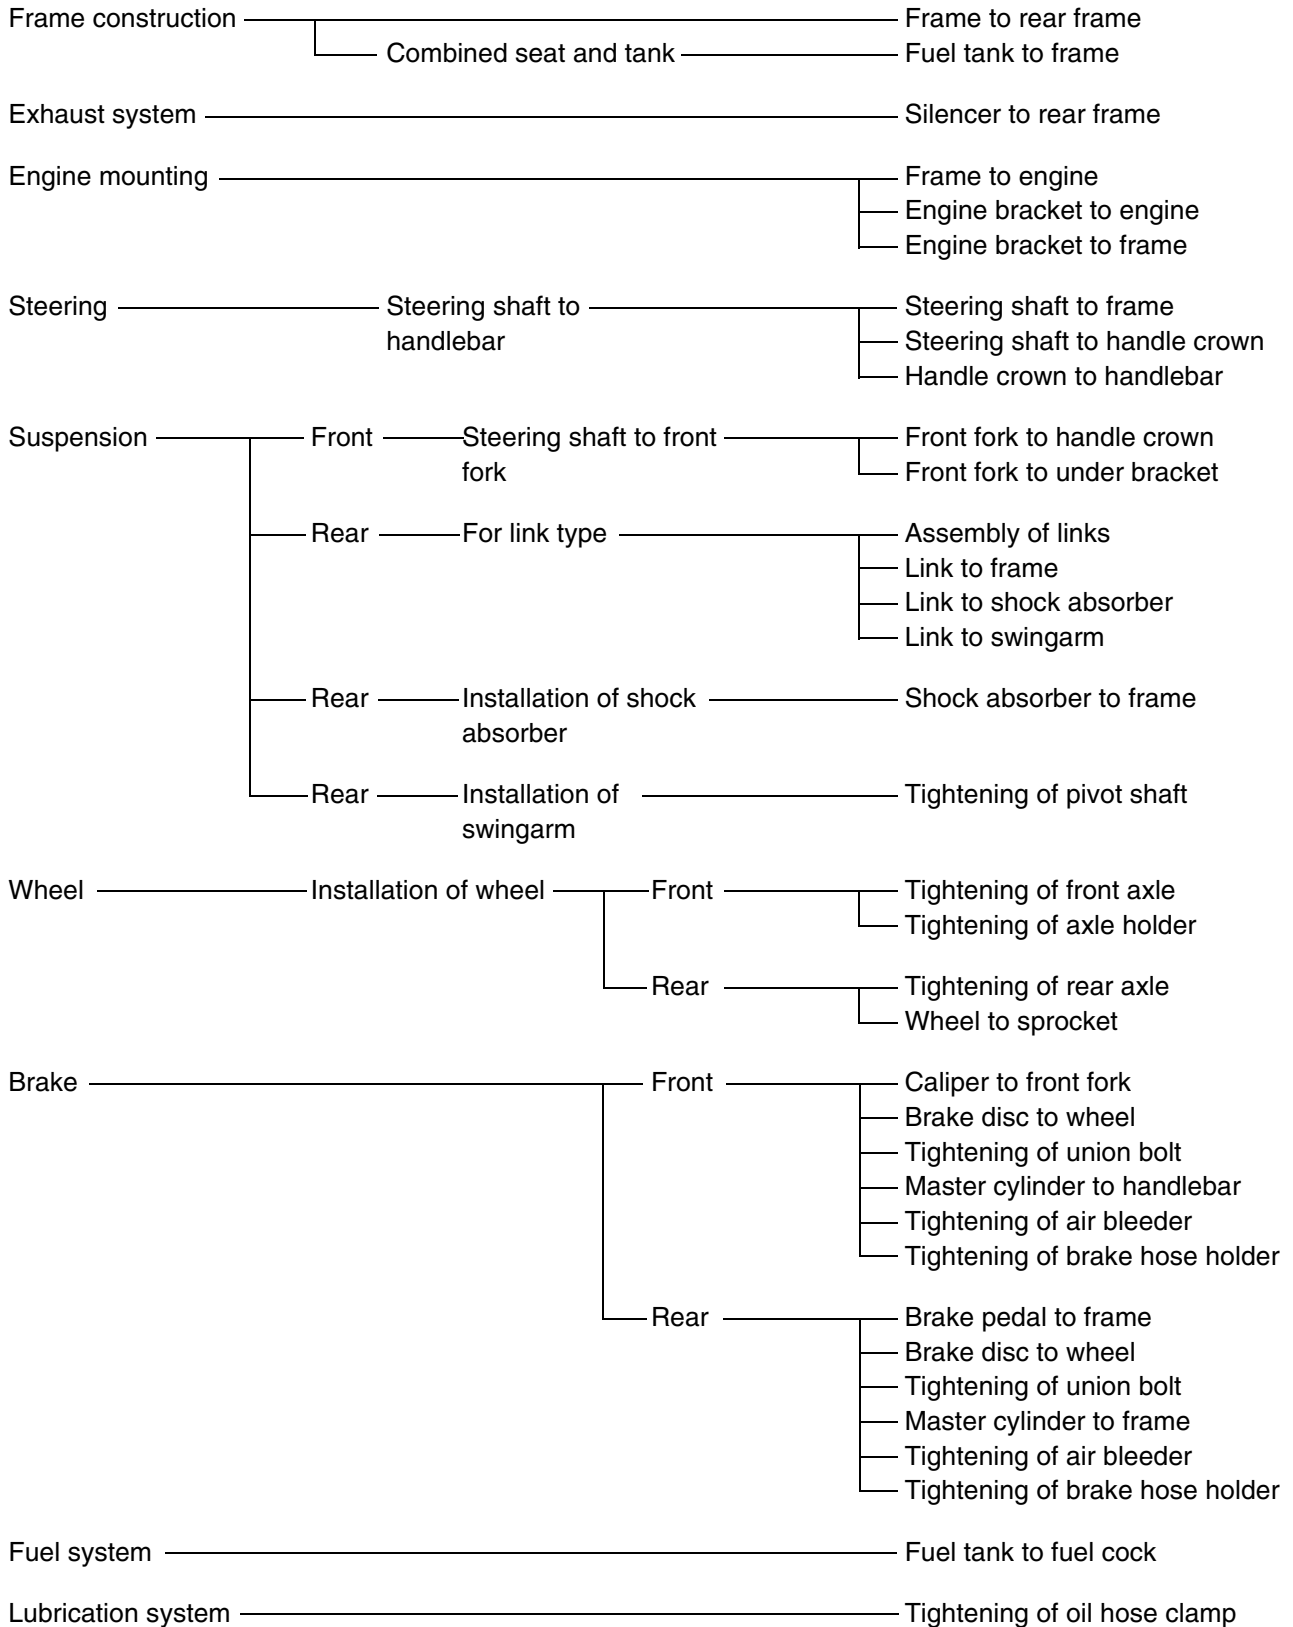 Frame construction Frame to rear frame
Combined seat and tank Fuel tank to frame
Exhaust system Silencer to rear frame
Engine mounting Frame to engine
Engine bracket to engine
Engine bracket to frame
Steering Steering shaft to Steering shaft to frame
handlebar Steering shaft to handle crown
Handle crown to handlebar
Suspension Front Steering shaft to front Front fork to handle crown
fork Front fork to under bracket
Rear For link type Assembly of links
Link to frame
Link to shock absorber
Link to swingarm
Rear Installation of shock Shock absorber to frame
absorber
Rear Installation of Tightening of pivot shaft
swingarm
Wheel Installation of wheel Front Tightening of front axle
Tightening of axle holder
Rear Tightening of rear axle
Wheel to sprocket
Brake Front Caliper to front fork
Brake disc to wheel
Tightening of union bolt
Master cylinder to handlebar
Tightening of air bleeder
Tightening of brake hose holder
Rear Brake pedal to frame
Brake disc to wheel
Tightening of union bolt
Master cylinder to frame
Tightening of air bleeder
Tightening of brake hose holder
Fuel system Fuel tank to fuel cock
Lubrication system Tightening of oil hose clamp